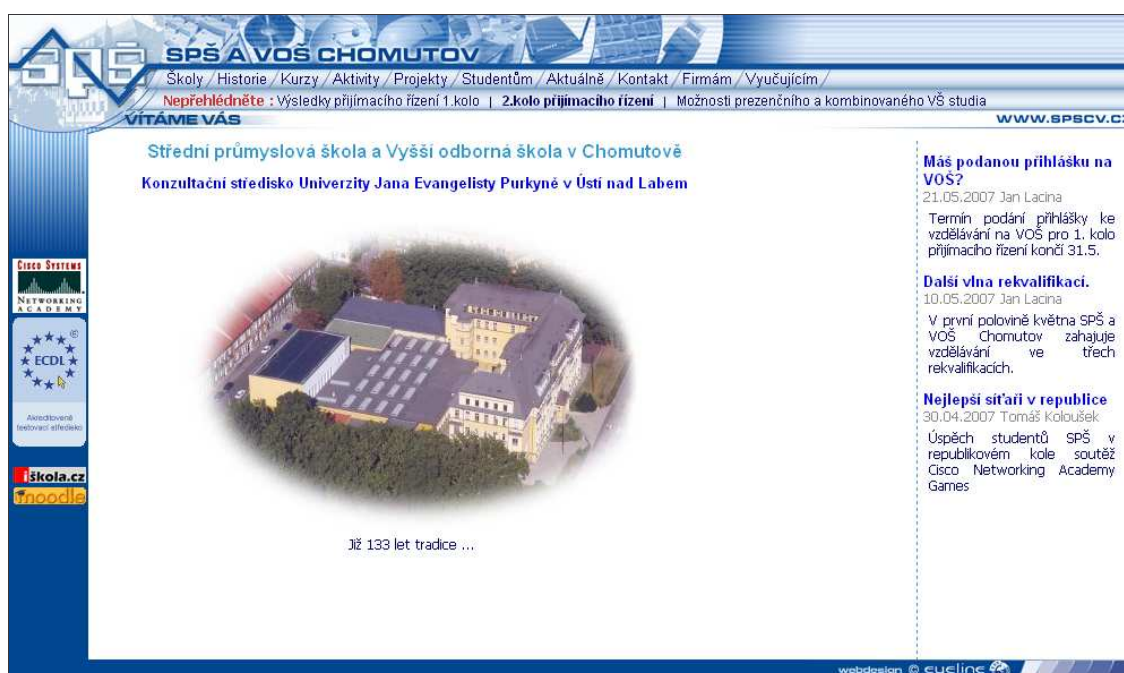 SPŠ
SPŠ A VOŠ CHOMUTOV
Školy / Historie / Kurzy / Aktivity / Projekty / Studentům / Aktuálně / Kontakt / Firmám / Vyučujícím /
Nepřehlédněte : Výsledky přijímacího řízení 1.kolo | 2.kolo přijímacího řízení | Možnosti prezenčního a kombinovaného VŠ studia
VÍTÁME VÁS
WWW.SPSCV.CZ
Střední průmyslová škola a Vyšší odborná škola v Chomutově
Konzultační středisko Univerzity Jana Evangelisty Purkyně v Ústí nad Labem
Již 133 let tradice ...
CISCO SYSTEMS
NETWORKING
ACADEMY
ECDL
Akreditované
testovací středisko
iškola.cz
moodle
Máš podanou přihlášku na
VOŠ?
21.05.2007 Jan Lacina
Termín podání přihlášky ke
vzdělávání na VOŠ pro 1. kolo
přijímacího řízení končí 31.5.
Další vlna rekvalifikací.
10.05.2007 Jan Lacina
V první polovině května SPŠ a
VOŠ Chomutov zahajuje
vzdělávání ve třech
rekvalifikacích.
Nejlepší síťaři v republice
30.04.2007 Tomáš Koloušek
Úspěch studentů SPŠ v
republikovém kole soutěž
Cisco Networking Academy
Games
webdesign © eyeline